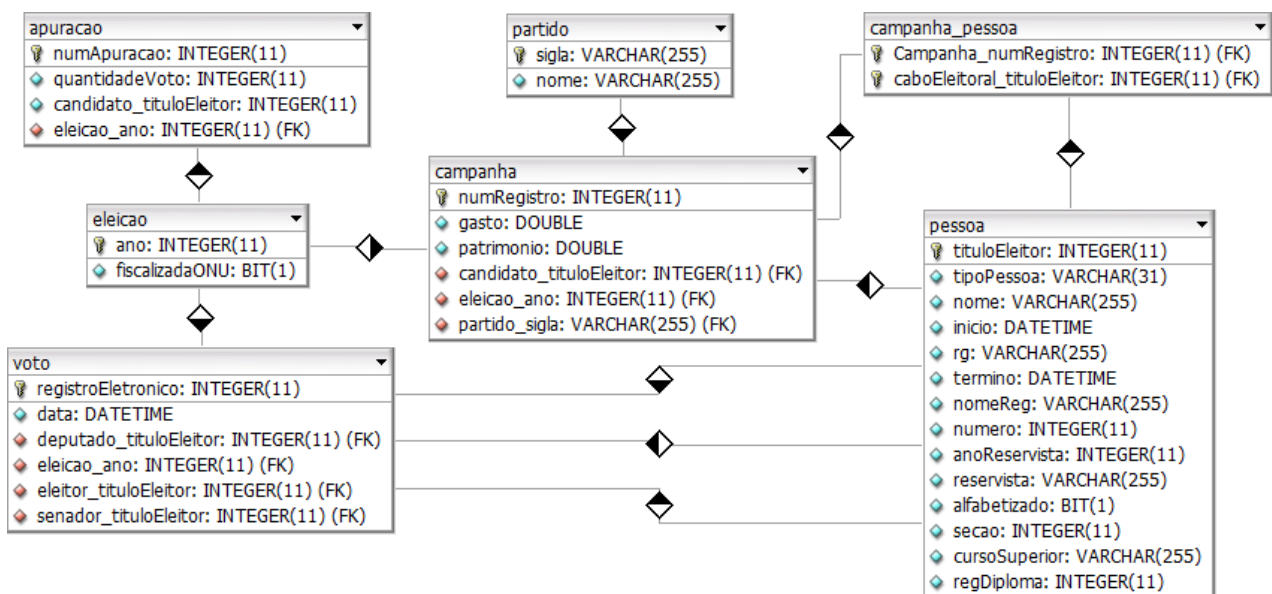 apuracao
numApuracao: INTEGER(11)
quantidadeVoto: INTEGER(11)
candidato_tituloEleitor: INTEGER(11)
eleicao_ano: INTEGER(11) (FK)
partido
sigla: VARCHAR(255)
nome: VARCHAR(255)
campanha_pessoa
Campanha_numRegistro: INTEGER(11) (FK)
caboEleitoral_tituloEleitor: INTEGER(11) (FK)
campanha
numRegistro: INTEGER(11)
gasto: DOUBLE
patrimonio: DOUBLE
candidato_tituloEleitor: INTEGER(11) (FK)
eleicao_ano: INTEGER(11) (FK)
partido_sigla: VARCHAR(255) (FK)
eleicao
ano: INTEGER(11)
fiscalizadaONU: BIT(1)
pessoa
tituloEleitor: INTEGER(11)
tipoPessoa: VARCHAR(31)
nome: VARCHAR(255)
inicio: DATETIME
rg: VARCHAR(255)
termino: DATETIME
nomeReg: VARCHAR(255)
numero: INTEGER(11)
anoReservista: INTEGER(11)
reservista: VARCHAR(255)
alfabetizado: BIT(1)
secao: INTEGER(11)
cursoSuperior: VARCHAR(255)
regDiploma: INTEGER(11)
voto
registroEletronico: INTEGER(11)
data: DATETIME
deputado_tituloEleitor: INTEGER(11) (FK)
eleicao_ano: INTEGER(11) (FK)
eleitor_tituloEleitor: INTEGER(11) (FK)
senador_tituloEleitor: INTEGER(11) (FK)